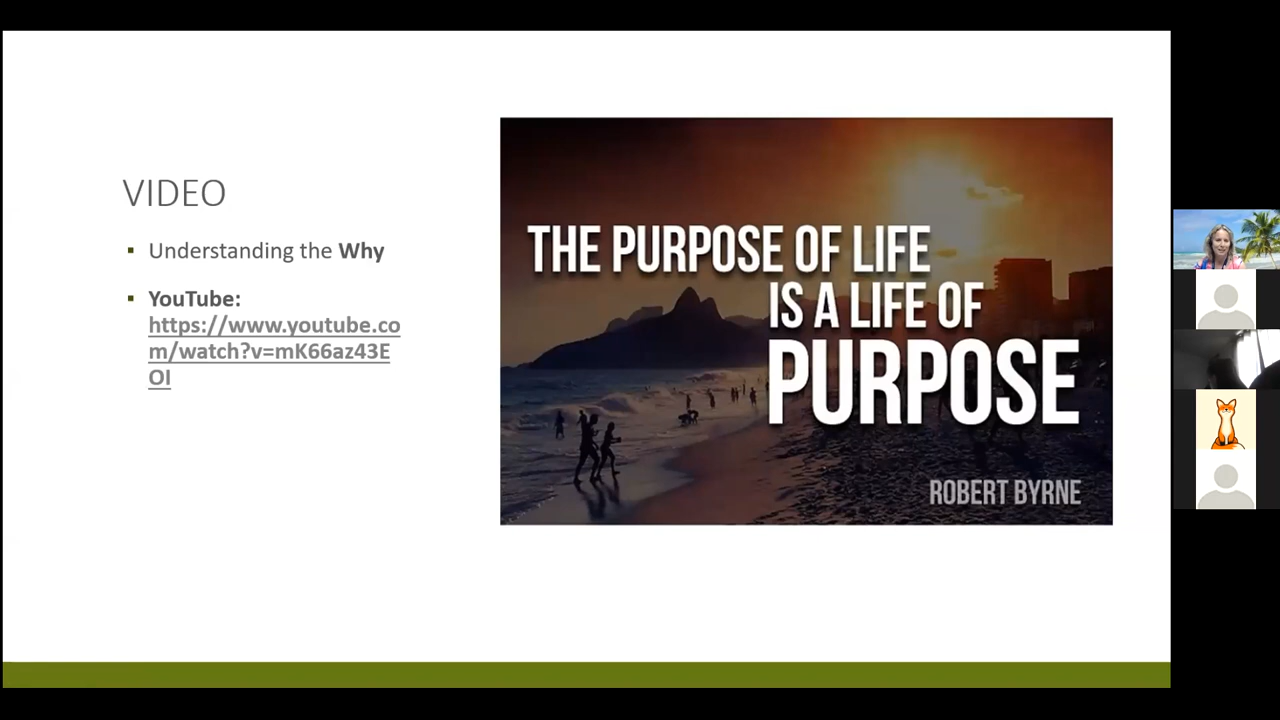 VIDEO
Understanding the Why
YouTube:
https://www.youtube.co
m/watch?v=mK66az43E
OI
THE PURPOSE OF LIFE
IS A LIFE OF
PURPOSE
ROBERT BYRNE